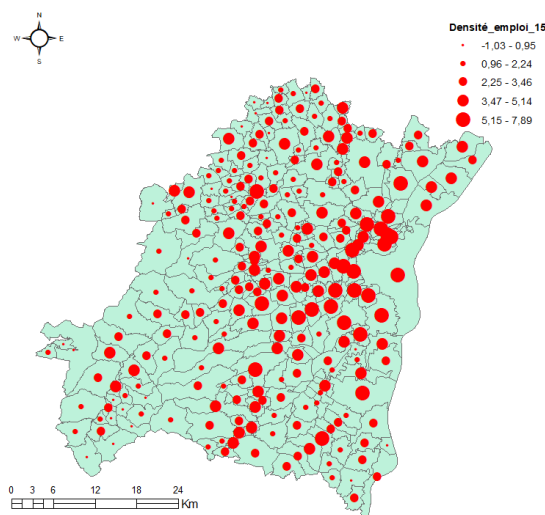 N
W E
S
Densité_emploi_15
-1,03 - 0,95
0,96 - 2,24
2,25 - 3,46
3,47 - 5,14
5,15 - 7,89
0 3 6 12 18 24
Km